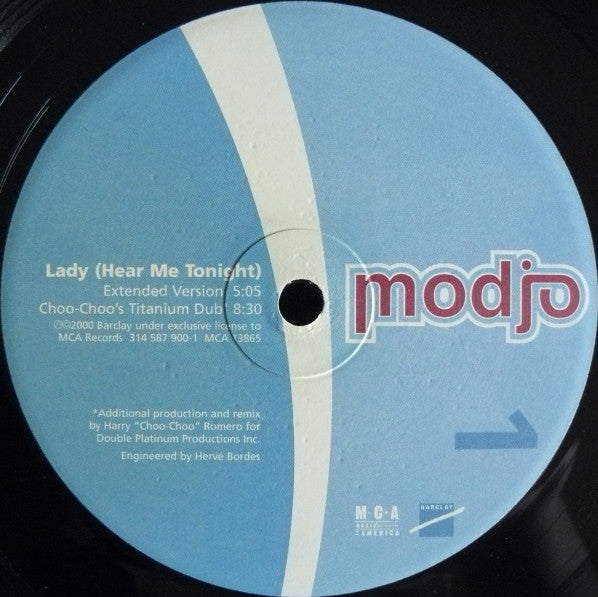 Lady (Hear Me Tonight)
Extended Version 5:05
Choo-Choo's Titanium Dub* 8:30
℗©2000 Barclay under exclusive license to
MCA Records 314 587 900-1 MCA 73865
*Additional production and remix
by Harry "Choo-Choo" Romero for
Double Platinum Productions Inc.
Engineered by Hervé Bordes
modjo
1
M·C·A
MUSIC
AMERICA
BARCLAY